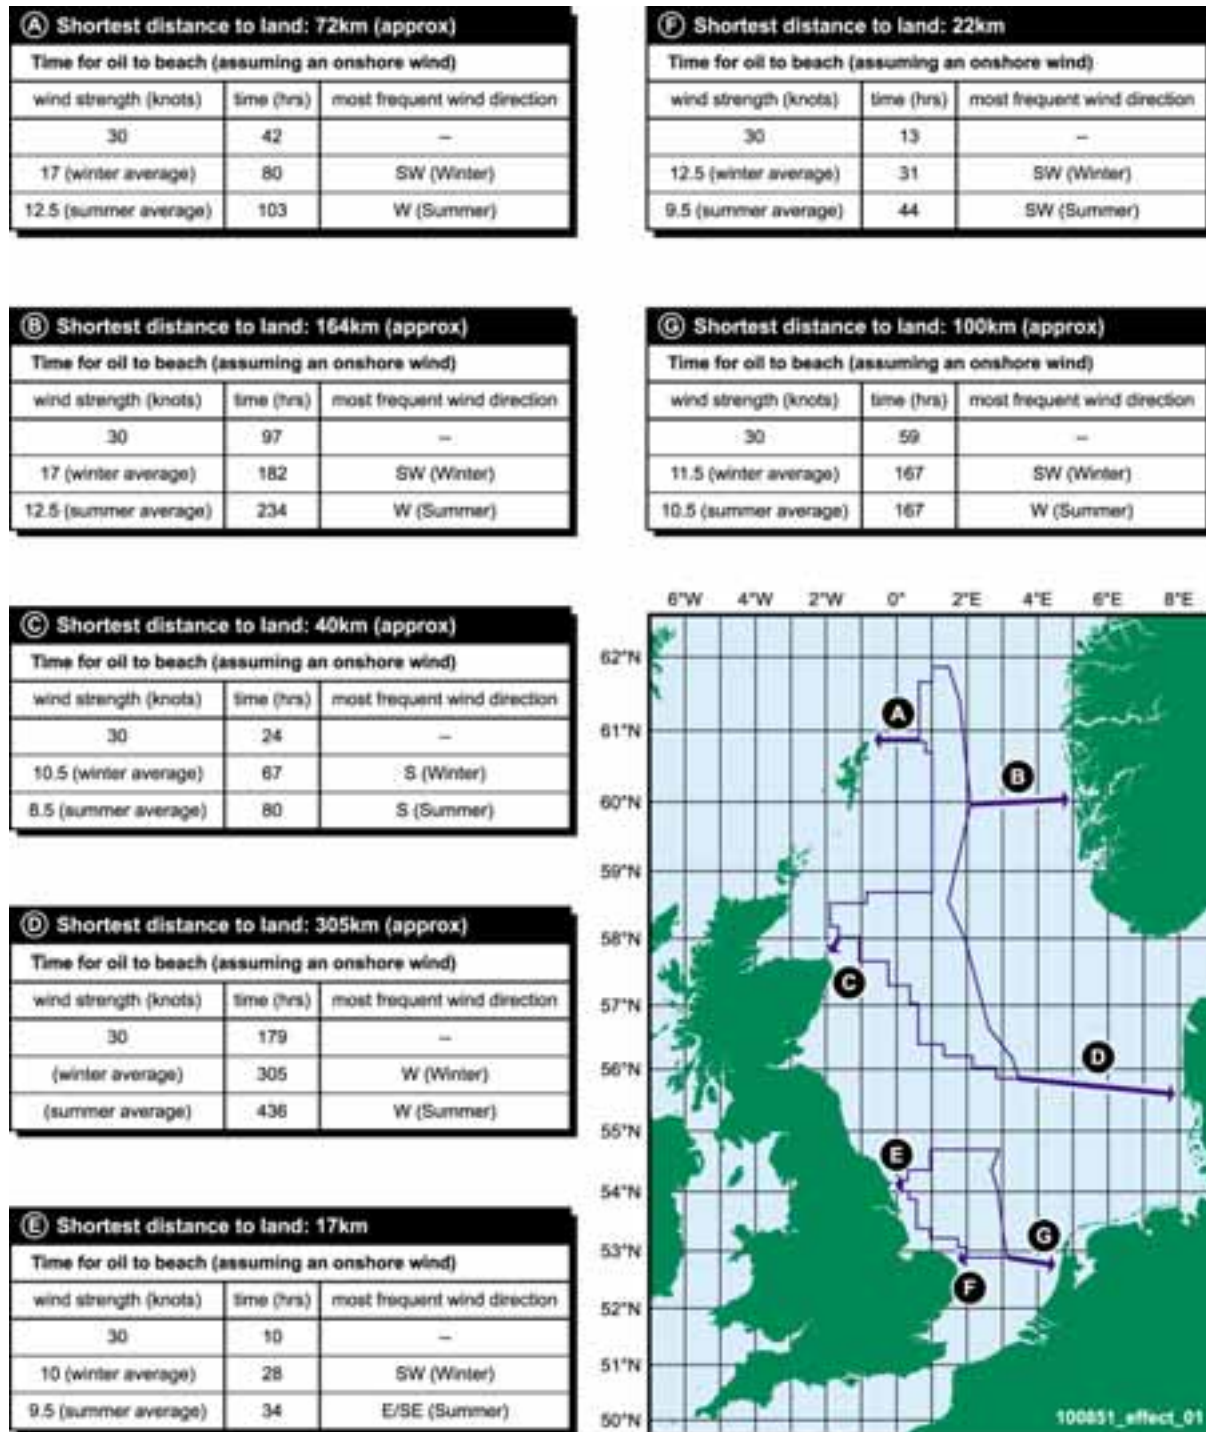 A Shortest distance to land: 72km (approx)
Time for oil to beach (assuming an onshore wind)
wind strength (knots) time (hrs) most frequent wind direction
30 42 --
17 (winter average) 80 SW (Winter)
12.5 (summer average) 103 W (Summer)
B Shortest distance to land: 164km (approx)
Time for oil to beach (assuming an onshore wind)
wind strength (knots) time (hrs) most frequent wind direction
30 97 --
17 (winter average) 182 SW (Winter)
12.5 (summer average) 234 W (Summer)
C Shortest distance to land: 40km (approx)
Time for oil to beach (assuming an onshore wind)
wind strength (knots) time (hrs) most frequent wind direction
30 24 --
10.5 (winter average) 67 S (Winter)
8.5 (summer average) 80 S (Summer)
D Shortest distance to land: 305km (approx)
Time for oil to beach (assuming an onshore wind)
wind strength (knots) time (hrs) most frequent wind direction
30 179 --
(winter average) 305 W (Winter)
(summer average) 436 W (Summer)
E Shortest distance to land: 17km
Time for oil to beach (assuming an onshore wind)
wind strength (knots) time (hrs) most frequent wind direction
30 10 --
10 (winter average) 28 SW (Winter)
9.5 (summer average) 34 E/SE (Summer)
F Shortest distance to land: 22km
Time for oil to beach (assuming an onshore wind)
wind strength (knots) time (hrs) most frequent wind direction
30 13 --
12.5 (winter average) 31 SW (Winter)
9.5 (summer average) 44 SW (Summer)
G Shortest distance to land: 100km (approx)
Time for oil to beach (assuming an onshore wind)
wind strength (knots) time (hrs) most frequent wind direction
30 59 --
11.5 (winter average) 167 SW (Winter)
10.5 (summer average) 167 W (Summer)
6°W 4°W 2°W 0° 2°E 4°E 6°E 8°E
62°N
A
61°N
B
60°N
59°N
58°N
C
57°N
D
56°N
55°N
E
54°N
G
53°N
F
52°N
51°N
50°N
100851_effect_01